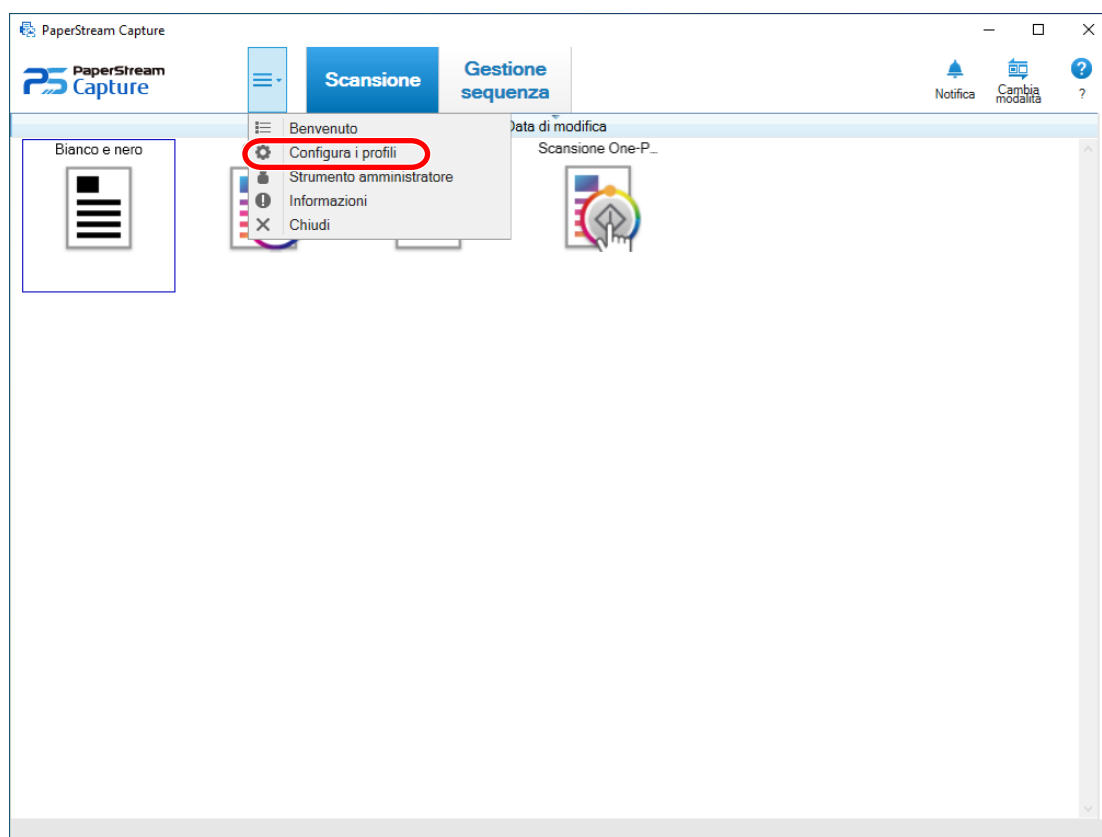 PaperStream Capture
PaperStream
Capture
Scansione
Gestione
sequenza
Notifica
Cambia
modalità
?
Data di modifica
Benvenuto
Configura i profili
Strumento amministratore
Informazioni
Chiudi
Bianco e nero
Scansione One-P...